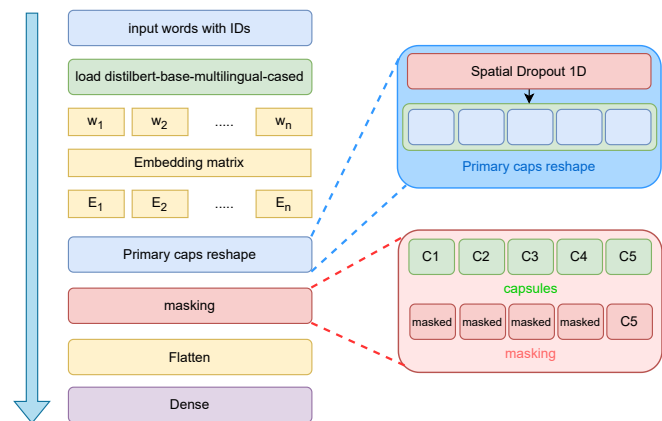 input words with IDs
load distilbert-base-multilingual-cased
w1 w2 ..... wn
Embedding matrix
E1 E2 ..... En
Primary caps reshape
masking
Flatten
Dense
Spatial Dropout 1D
Primary caps reshape
C1 C2 C3 C4 C5
capsules
masked masked masked masked C5
masking